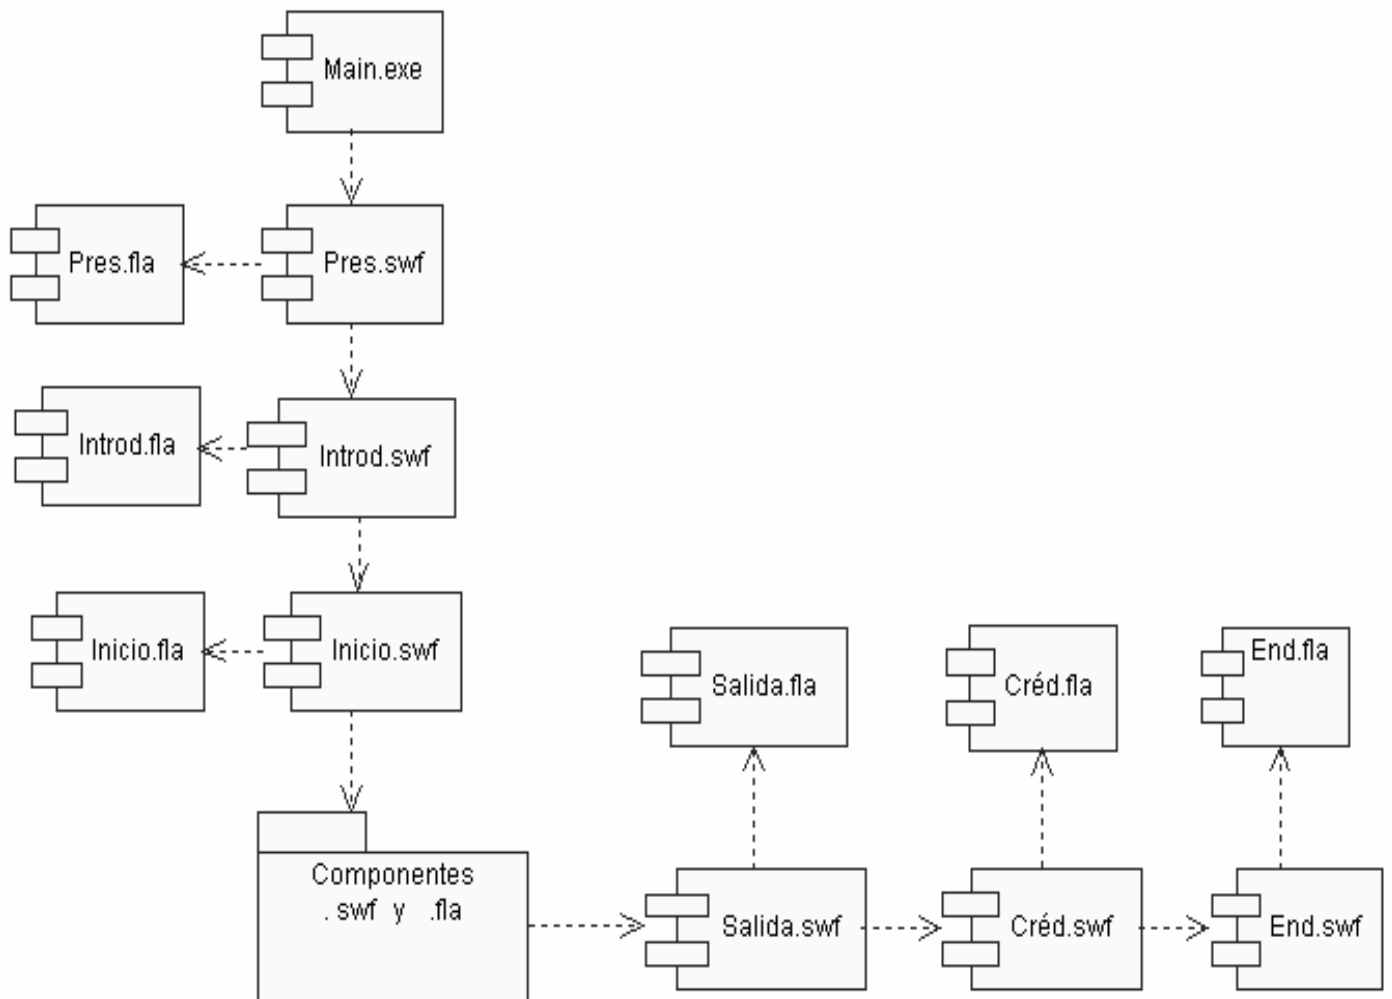 Main.exe
Pres.fla
Pres.swf
Introd.fla
Introd.swf
Inicio.fla
Inicio.swf
Salida.fla
Créd.fla
End.fla
Componentes
. swf y .fla
Salida.swf
Créd.swf
End.swf